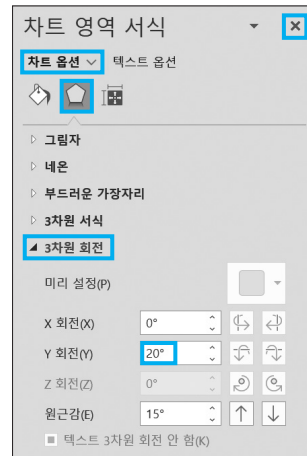 차트 영역 서식
차트 옵션 텍스트 옵션
그림자
네온
부드러운 가장자리
3차원 서식
3차원 회전
미리 설정(P)
X 회전(X) 0°
Y 회전(Y) 20°
Z 회전(Z) 0°
원근감(E) 15°
텍스트 3차원 회전 안 함(K)